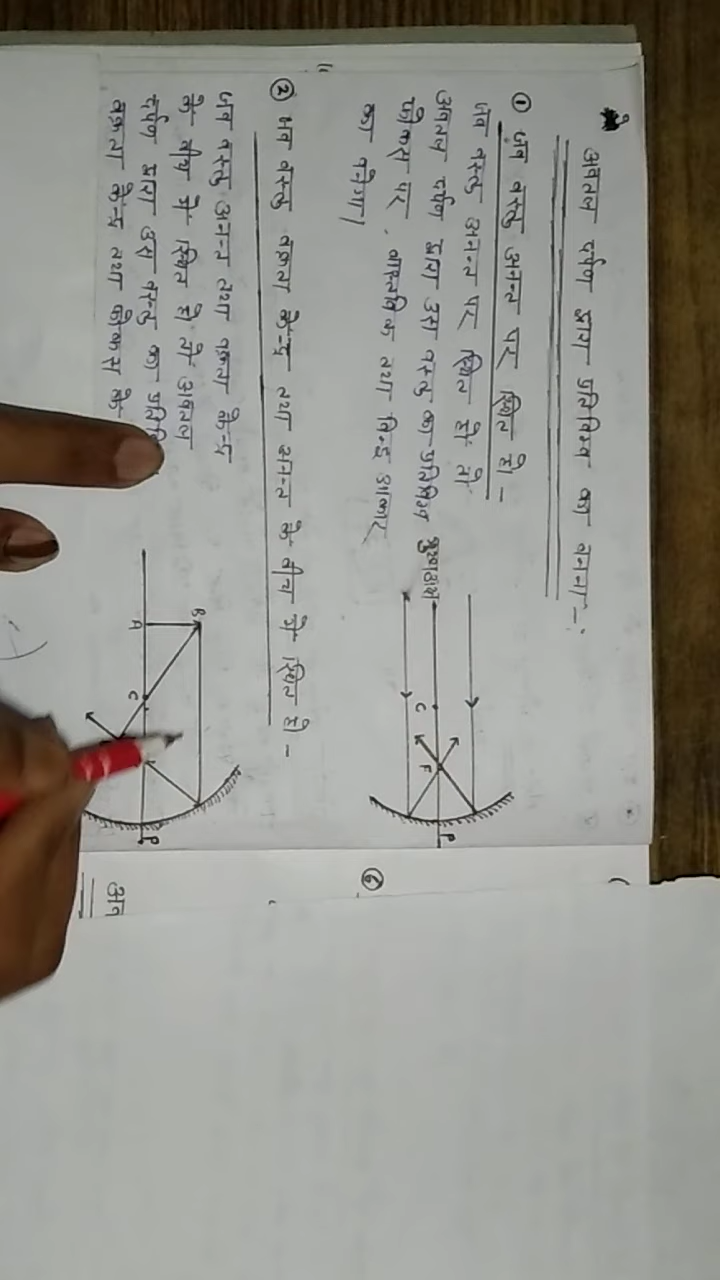 अवतल दर्पण द्वारा प्रतिबिम्ब का बनना -:
① जब वस्तु अनन्त पर स्थित हो -
जब वस्तु अनन्त पर स्थित हो तो
अवतल दर्पण द्वारा उस वस्तु का प्रतिबिम्ब मुख्य अक्ष
फोकस पर वास्तविक तथा बिन्दु आकार
का बनेगा।
C
F
P
② जब वस्तु वक्रता केन्द्र तथा अनन्त के बीच में स्थित हो -
जब वस्तु अनन्त तथा वक्रता केन्द्र
के बीच में स्थित हो तो अवतल
दर्पण द्वारा उस वस्तु का
वक्रता केन्द्र तथा फोकस के
B
A
C
P
⑥